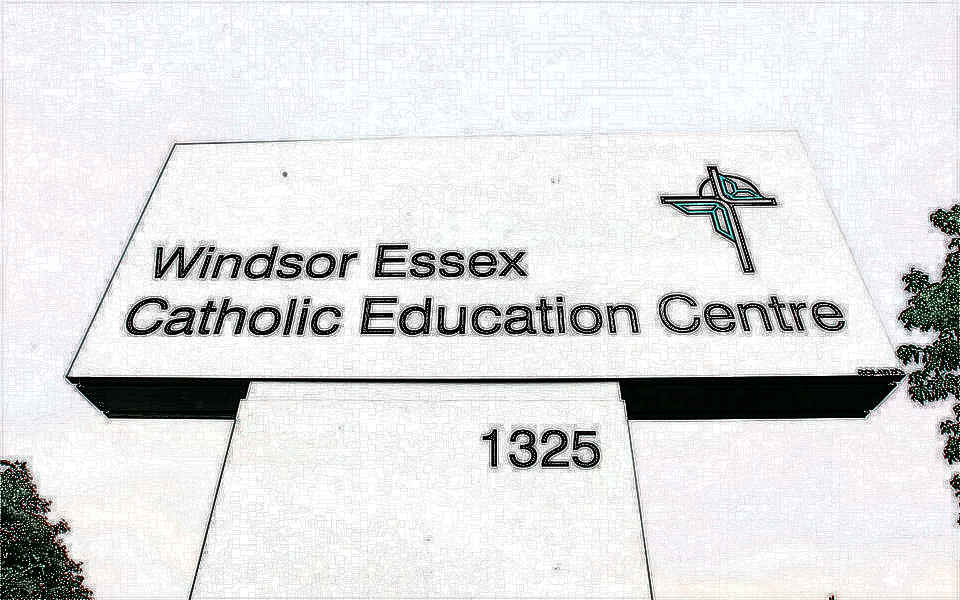 Windsor Essex
Catholic Education Centre
1325